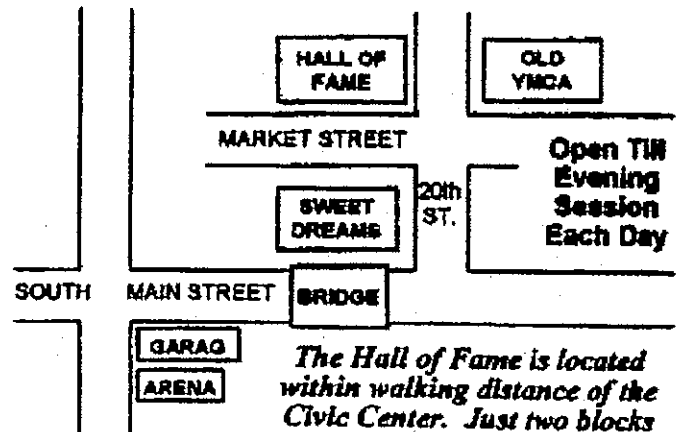 HALL OF
FAME
OLD
YMCA
MARKET STREET
Open Till
Evening
Session
Each Day
20th
ST.
SWEET
DREAMS
SOUTH MAIN STREET
BRIDGE
GARAG
ARENA
The Hall of Fame is located
within walking distance of the
Civic Center. Just two blocks